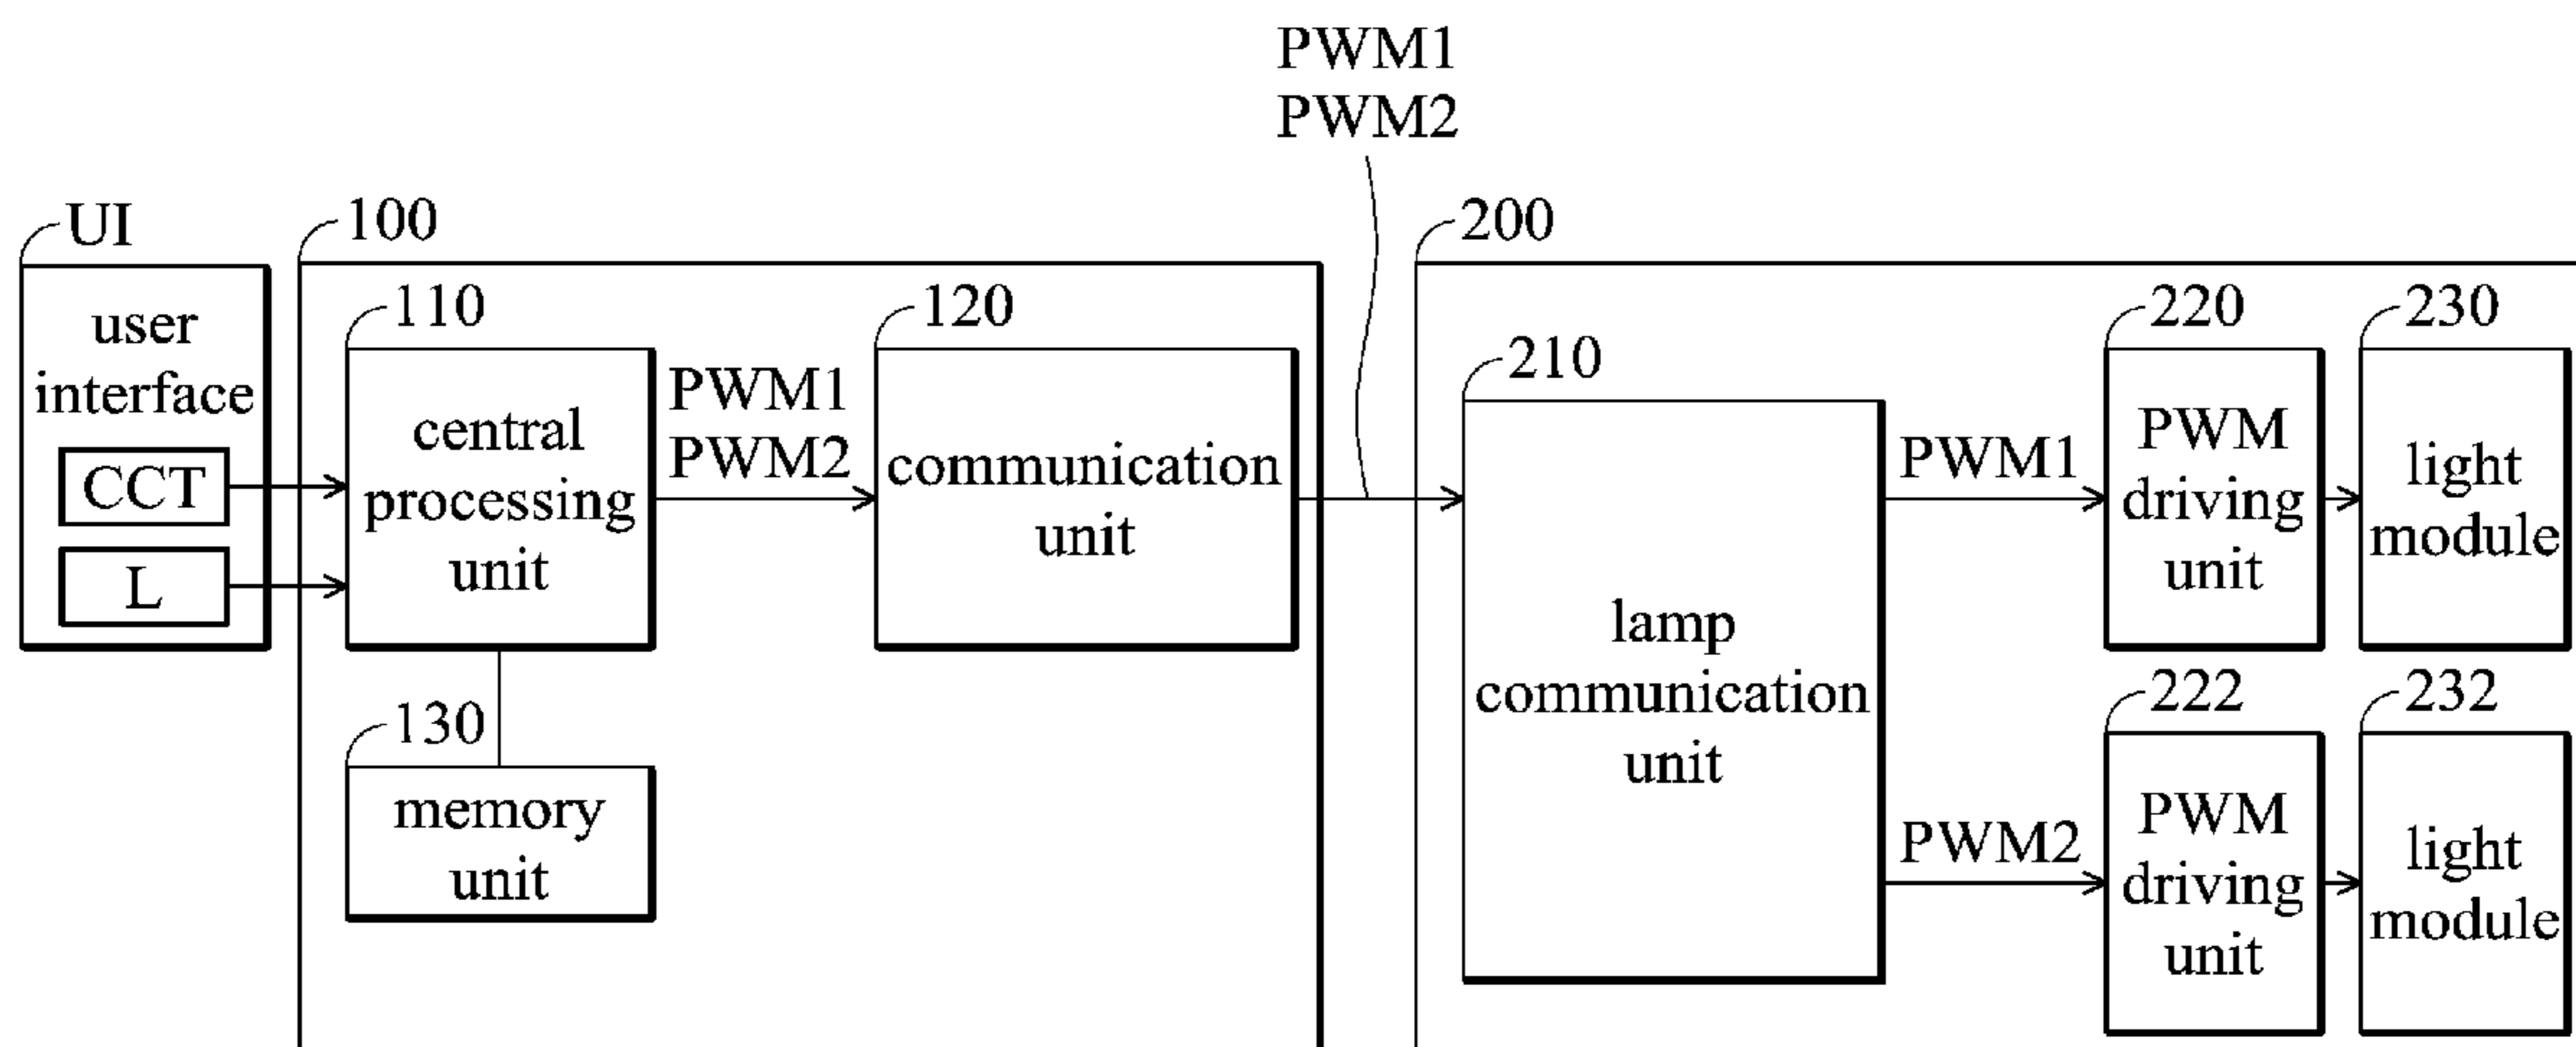 PWM1
PWM2
UI
100
200
user
interface
CCT
L
110
central
processing
unit
PWM1
PWM2
120
communication
unit
130
memory
unit
210
lamp
communication
unit
PWM1
PWM2
220
PWM
driving
unit
230
light
module
222
PWM
driving
unit
232
light
module